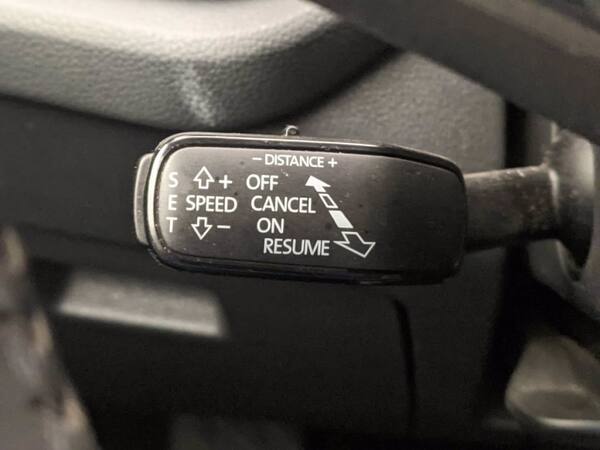 − DISTANCE +
S + OFF
E SPEED CANCEL
T − ON
RESUME